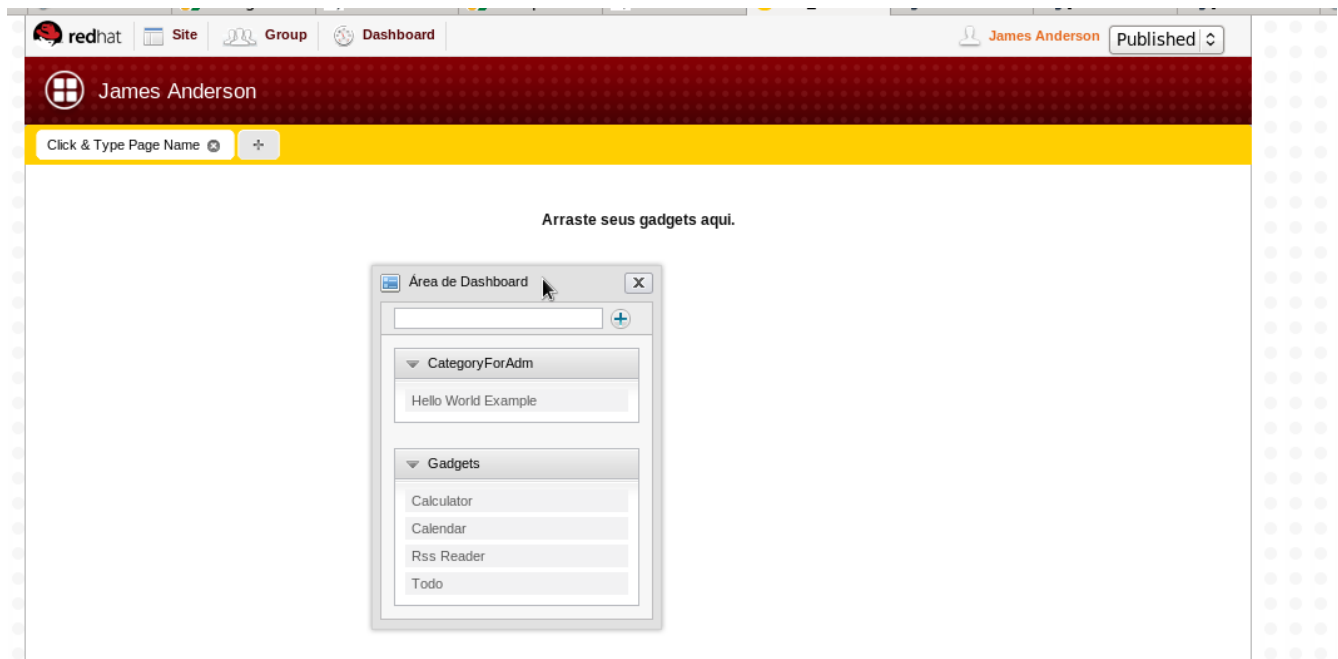 redhat Site Group Dashboard James Anderson Published
James Anderson
Click & Type Page Name
Arraste seus gadgets aqui.
Área de Dashboard X
CategoryForAdm
Hello World Example
Gadgets
Calculator
Calendar
Rss Reader
Todo